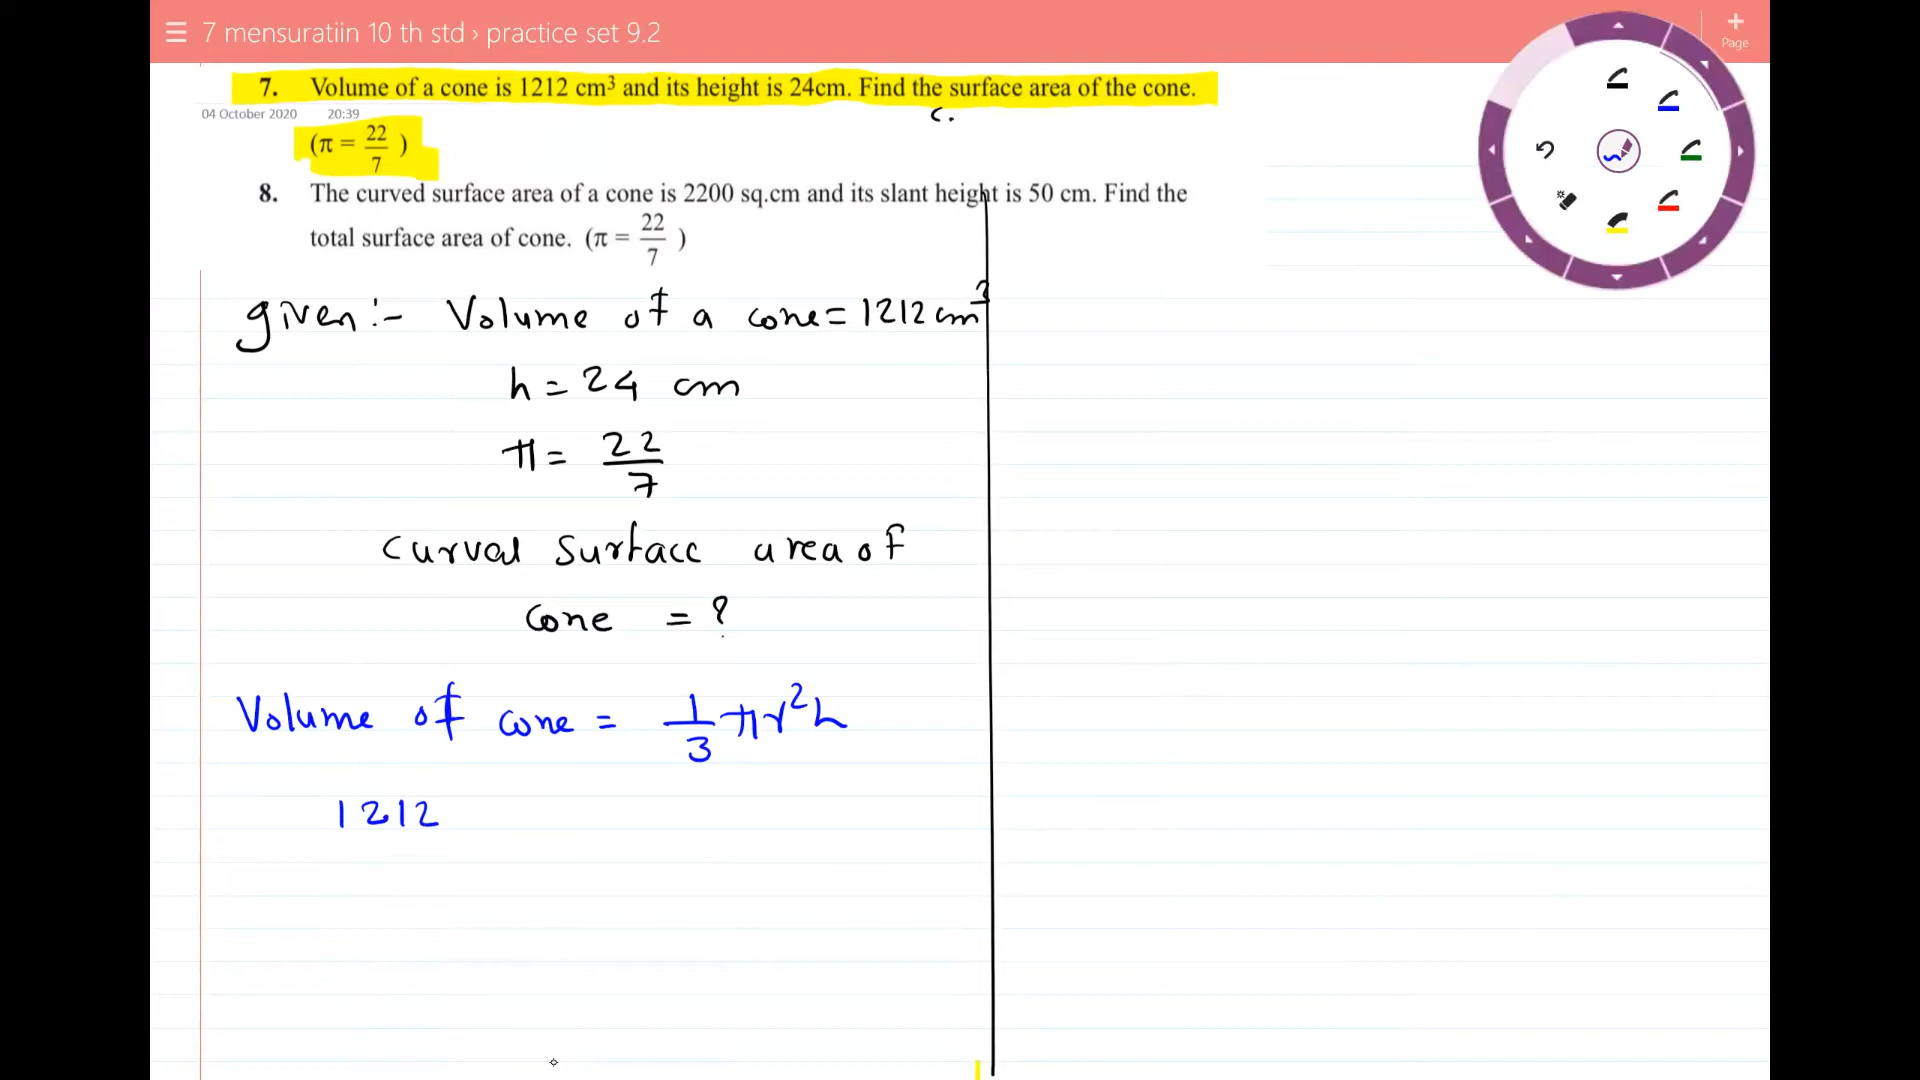 7 mensuratiin 10 th std › practice set 9.2
Page
7. Volume of a cone is 1212 cm³ and its height is 24cm. Find the surface area of the cone.
c.
04 October 2020 20:39
(π = 22/7 )
8. The curved surface area of a cone is 2200 sq.cm and its slant height is 50 cm. Find the
total surface area of cone. (π = 22/7 )
given :- Volume of a cone = 1212 cm³
h = 24 cm
π = 22/7
surface area of
cone = ?
Volume of cone = 1/3 πr²h
1212